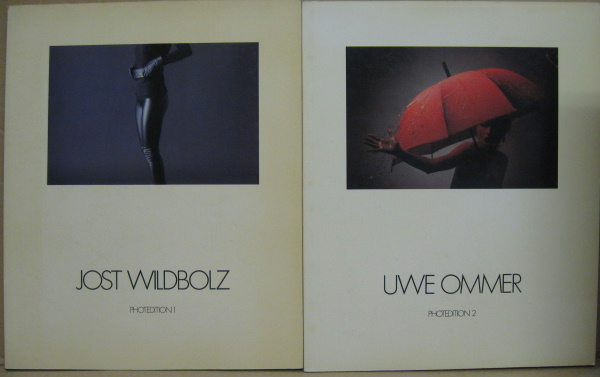 JOST WILDBOLZ
PHOTEDITION 1
UWE OMMER
PHOTEDITION 2